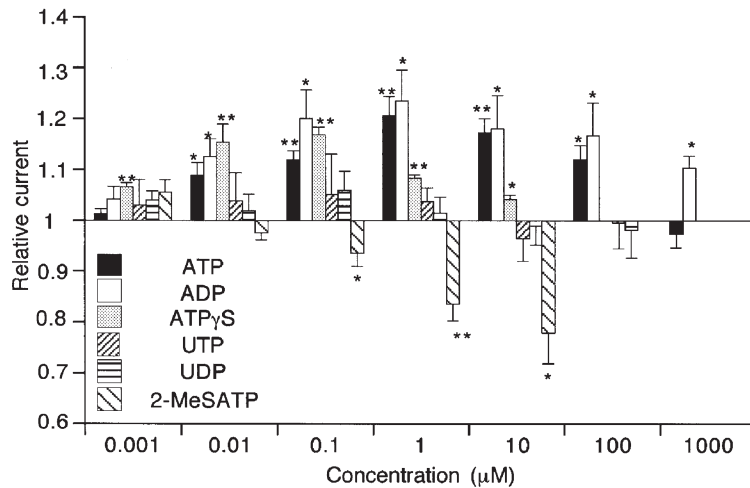 1.4
1.3
** *
* * **
* ** * **
* *
* * **
** * ** ** * *
1.2
1.1
1
0.9
0.8
0.7
0.6
Relative current
*
**
*
ATP
ADP
ATPγS
UTP
UDP
2-MeSATP
0.001 0.01 0.1 1 10 100 1000
Concentration (μM)